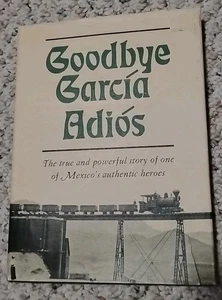 Goodbye
García
Adiós
The true and powerful story of one
of Mexico's authentic heroes